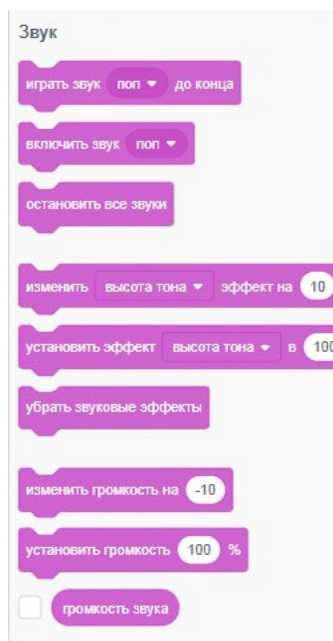 Звук
играть звук поп до конца
включить звук поп
остановить все звуки
изменить высота тона эффект на 10
установить эффект высота тона в 100
убрать звуковые эффекты
изменить громкость на -10
установить громкость 100 %
громкость звука